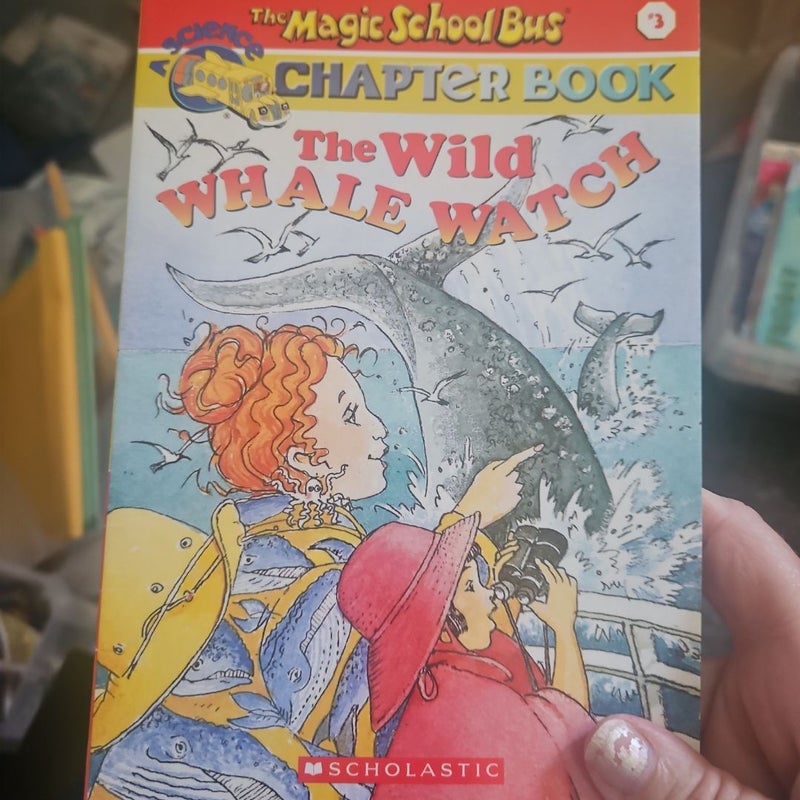 The Magic School Bus
#3
A SCIENCE
CHAPTER BOOK
The Wild
WHALE WATCH
SCHOLASTIC